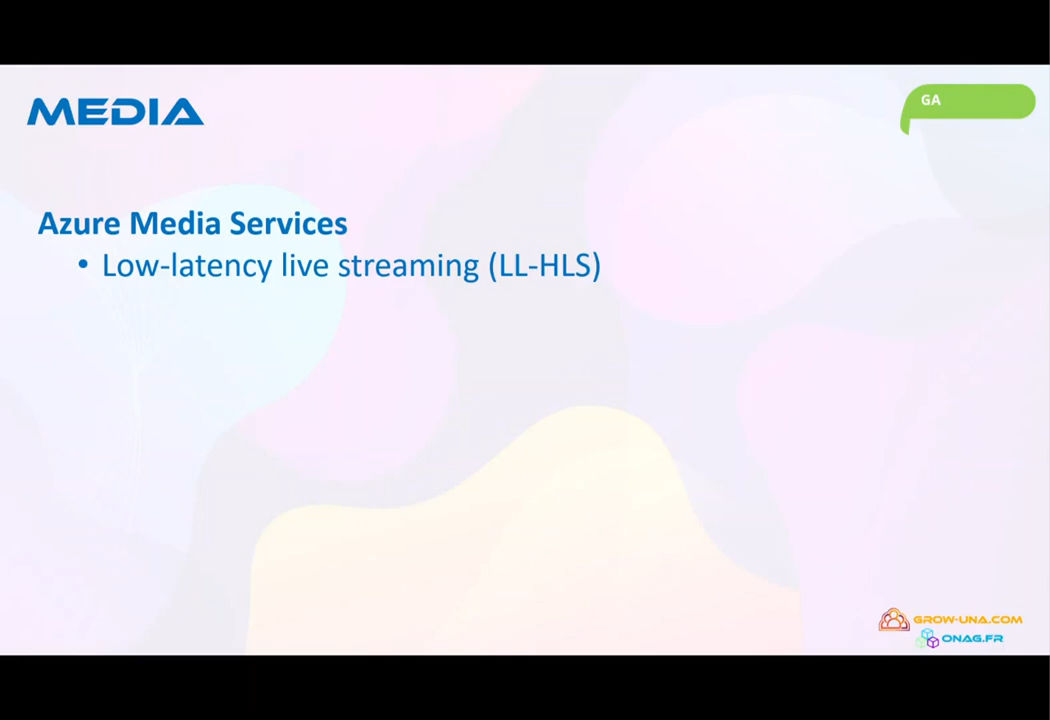 MEDIA
GA
Azure Media Services
• Low-latency live streaming (LL-HLS)
GROW-UNA.COM
ONAG.FR